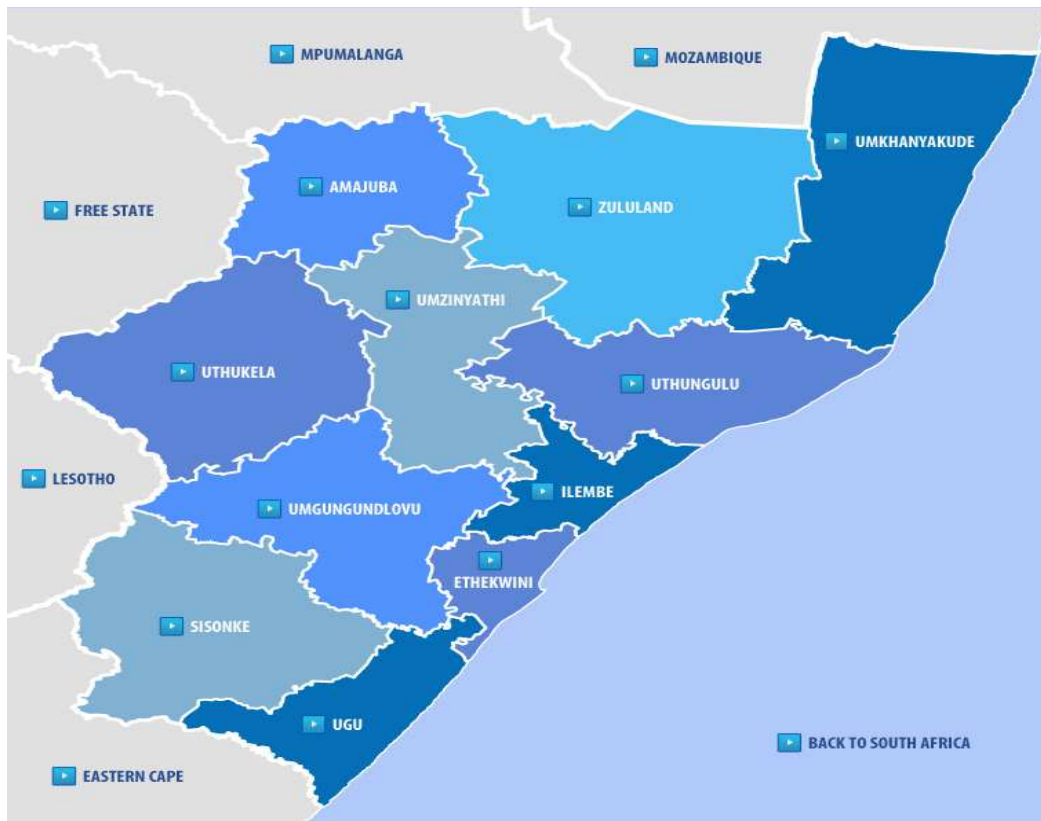 MPUMALANGA
MOZAMBIQUE
UMKHANYAKUDE
AMAJUBA
ZULULAND
FREE STATE
UMZINYATHI
UTHUKELA
UTHUNGULU
LESOTHO
ILEMBE
UMGUNGUNDLOVU
ETHEKWINI
SISONKE
UGU
BACK TO SOUTH AFRICA
EASTERN CAPE